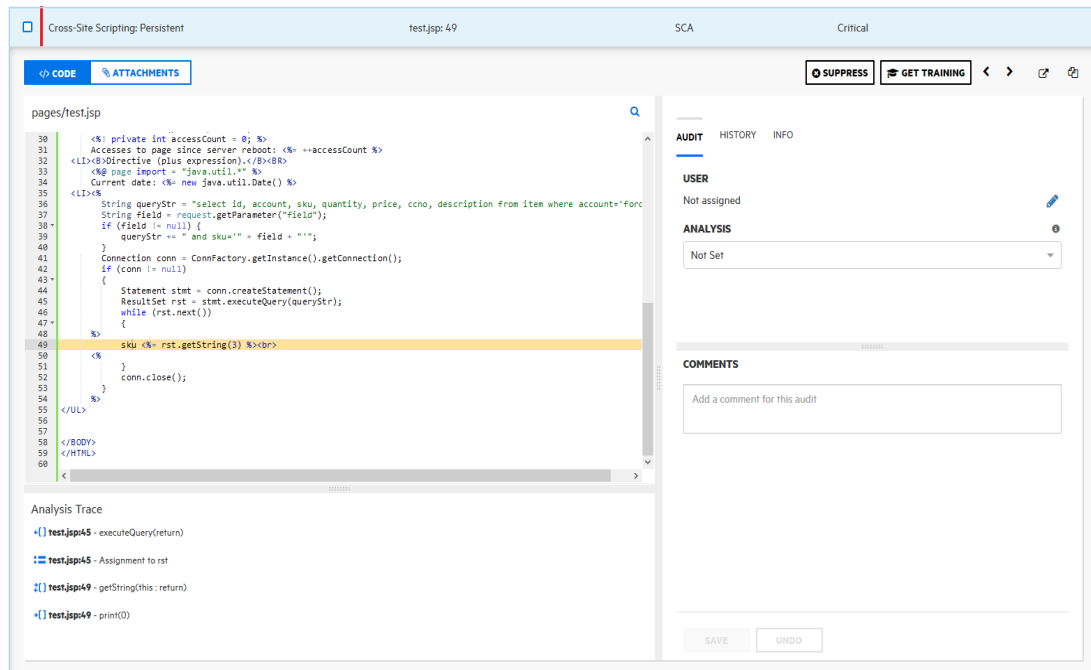 Cross-Site Scripting: Persistent test.jsp: 49 SCA Critical
</> CODE ATTACHMENTS SUPPRESS GET TRAINING
pages/test.jsp
30 <%! private int accessCount = 0; %>
31 Accesses to page since server reboot: <%= ++accessCount %>
32 <LI><B>Directive (plus expression).</B><BR>
33 <%@ page import = "java.util.*" %>
34 Current date: <%= new java.util.Date() %>
35 <LI><%
36 String queryStr = "select id, account, sku, quantity, price, ccno, description from item where account='ford
37 String field = request.getParameter("field");
38 if (field != null) {
39 queryStr += " and sku='" + field + "'";
40 }
41 Connection conn = ConnFactory.getInstance().getConnection();
42 if (conn != null)
43 {
44 Statement stmt = conn.createStatement();
45 ResultSet rst = stmt.executeQuery(queryStr);
46 while (rst.next())
47 {
48 %>
49 sku <%= rst.getString(3) %><br>
50 <%
51 }
52 conn.close();
53 }
54 %>
55 </UL>
56
57
58 </BODY>
59 </HTML>
60
Analysis Trace
test.jsp:45 - executeQuery(return)
test.jsp:45 - Assignment to rst
test.jsp:49 - getString(this : return)
test.jsp:49 - print(0)
AUDIT HISTORY INFO
USER
Not assigned
ANALYSIS
Not Set
COMMENTS
Add a comment for this audit
SAVE UNDO